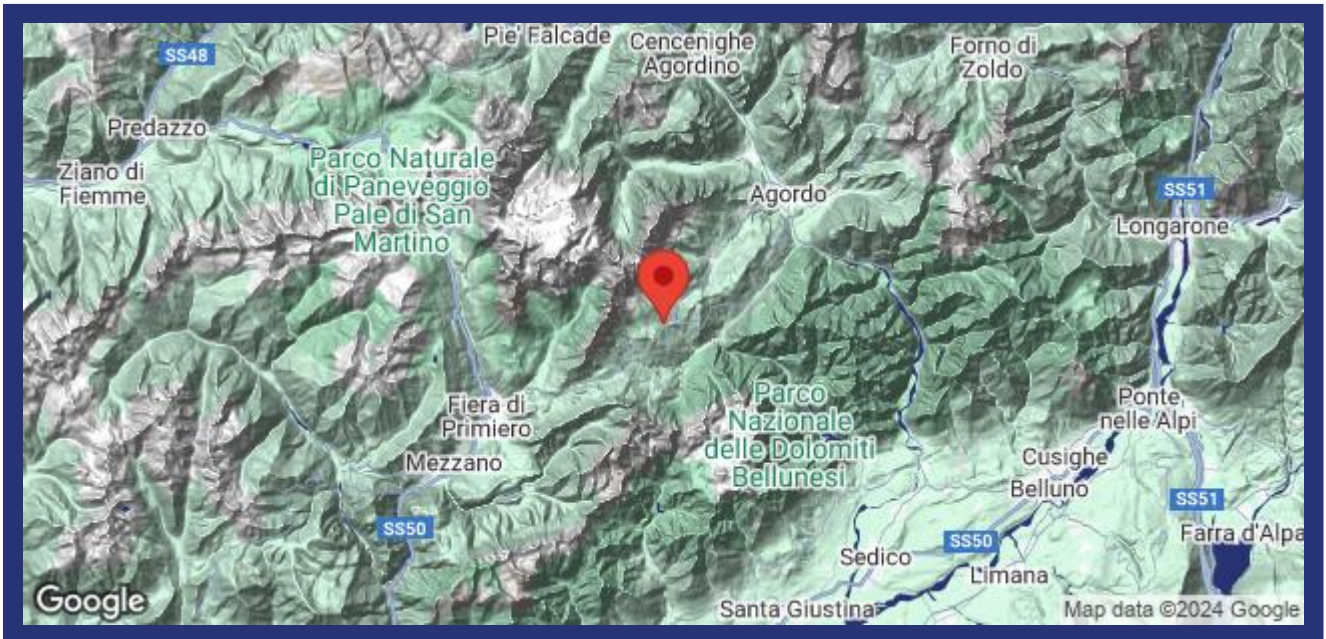 Pie' Falcade
Cencenighe
Agordino
Forno di
Zoldo
SS48
Predazzo
Ziano di
Fiemme
Parco Naturale
di Paneveggio
Pale di San
Martino
Agordo
SS51
Longarone
Fiera di
Primiero
Mezzano
Parco
Nazionale
delle Dolomiti
Bellunesi
Ponte
nelle Alpi
Cusighe
Belluno
SS51
SS50
SS50
Farra d'Alpa
Sedico
Limana
Santa Giustina
Google
Map data ©2024 Google